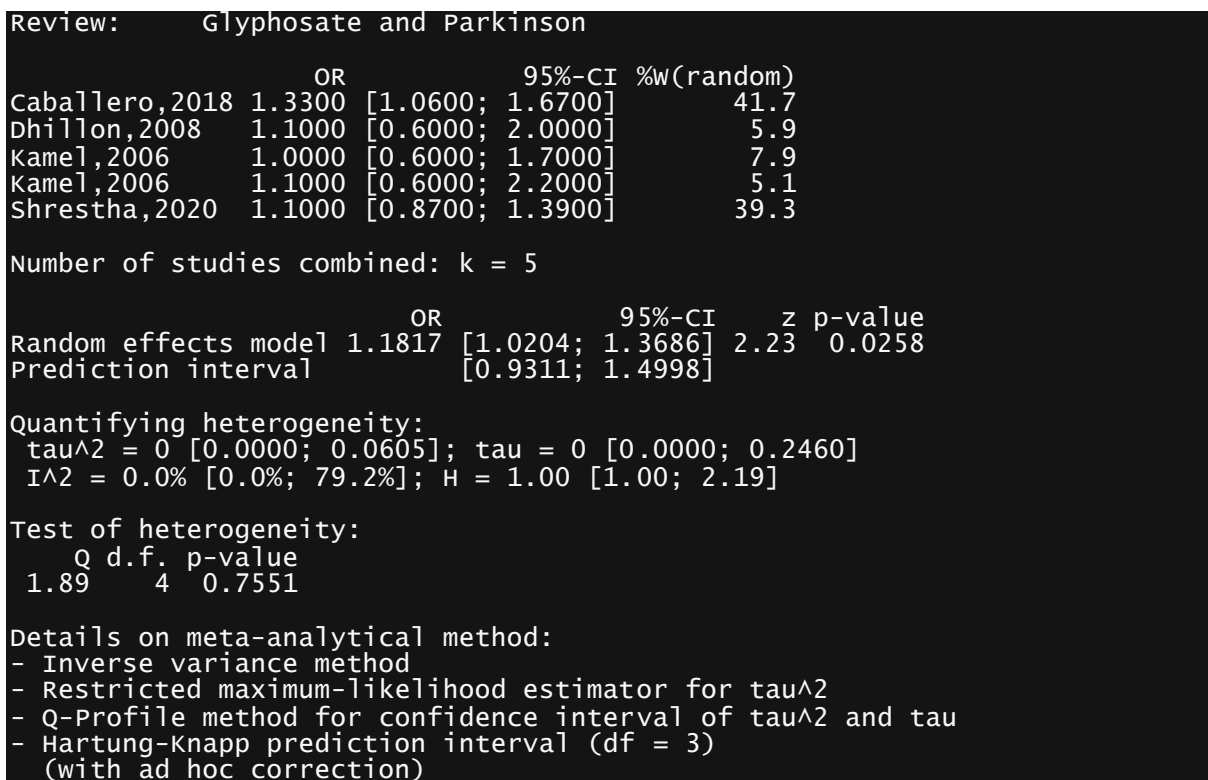 Review:     Glyphosate and Parkinson
OR            95%-CI %W(random)
Caballero,2018 1.3300 [1.0600; 1.6700]       41.7
Dhillon,2008   1.1000 [0.6000; 2.0000]        5.9
Kamel,2006     1.0000 [0.6000; 1.7000]        7.9
Kamel,2006     1.1000 [0.6000; 2.2000]        5.1
Shrestha,2020  1.1000 [0.8700; 1.3900]       39.3
Number of studies combined: k = 5
OR           95%-CI    z p-value
Random effects model 1.1817 [1.0204; 1.3686] 2.23  0.0258
Prediction interval         [0.9311; 1.4998]
Quantifying heterogeneity:
tau^2 = 0 [0.0000; 0.0605]; tau = 0 [0.0000; 0.2460]
I^2 = 0.0% [0.0%; 79.2%]; H = 1.00 [1.00; 2.19]
Test of heterogeneity:
Q d.f. p-value
1.89    4  0.7551
Details on meta-analytical method:
- Inverse variance method
- Restricted maximum-likelihood estimator for tau^2
- Q-Profile method for confidence interval of tau^2 and tau
- Hartung-Knapp prediction interval (df = 3)
(with ad hoc correction)